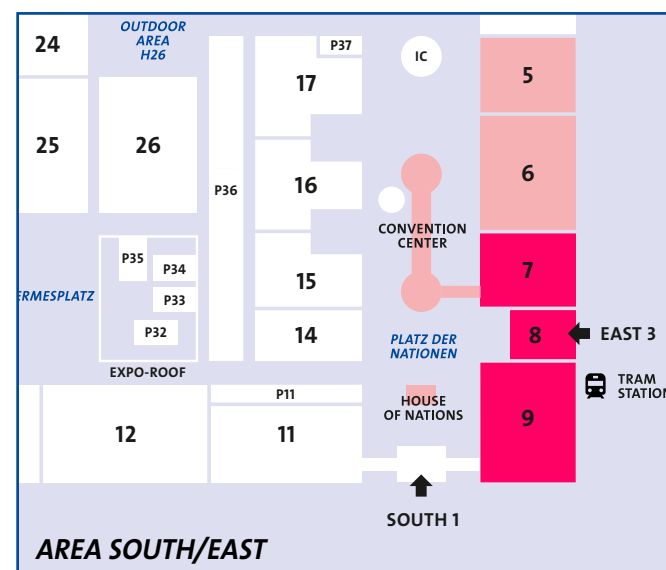 24
OUTDOOR
AREA
H26
P37
IC
5
17
25
26
6
P36
16
CONVENTION
CENTER
P35
P34
7
ERMESPLATZ
P33
15
P32
14
PLATZ DER
NATIONEN
8
EAST 3
EXPO-ROOF
TRAM
STATION
P11
HOUSE
OF NATIONS
9
12
11
SOUTH 1
AREA SOUTH/EAST